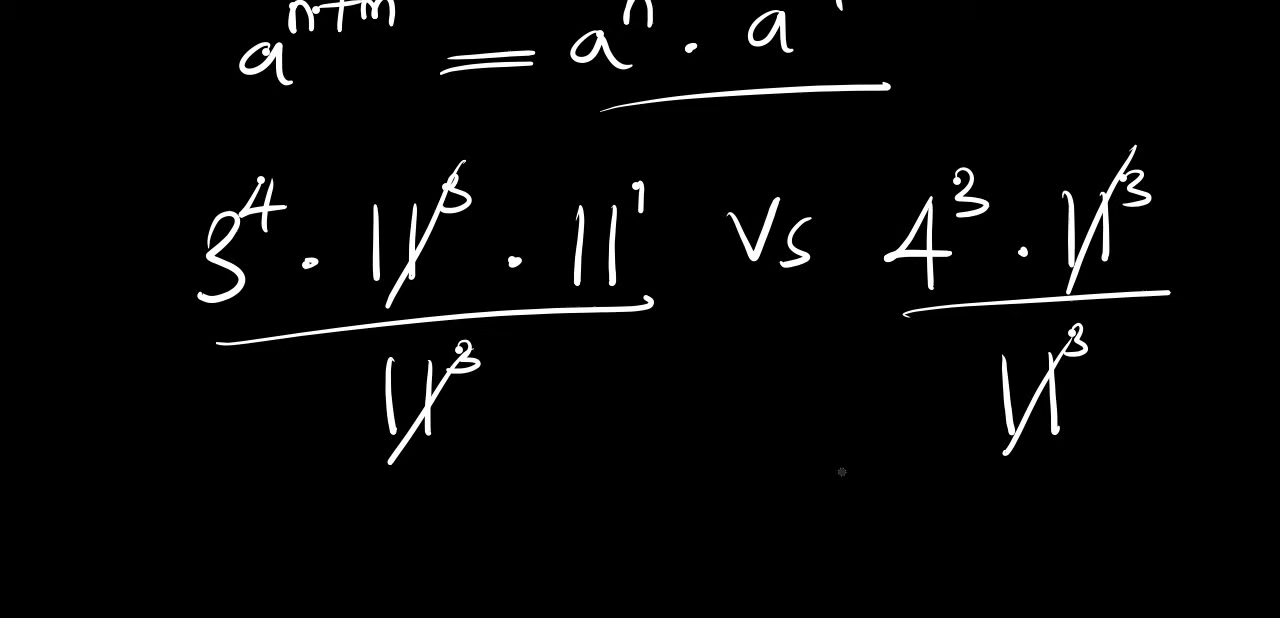 a^{n+m} = a^n · a
3^4 · 11^3 · 11^1 vs 4^3 · 11^3
11^3 11^3